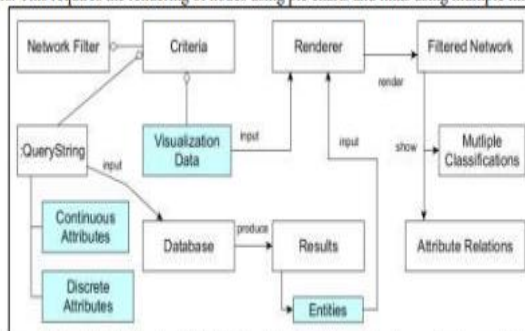 Network Filter
Criteria
Renderer
Filtered Network
render
:QueryString
input
Visualization
Data
input
input
show
Mutliple
Classifications
Continuous
Attributes
Database
produce
Results
Attribute Relations
Discrete
Attributes
Entities